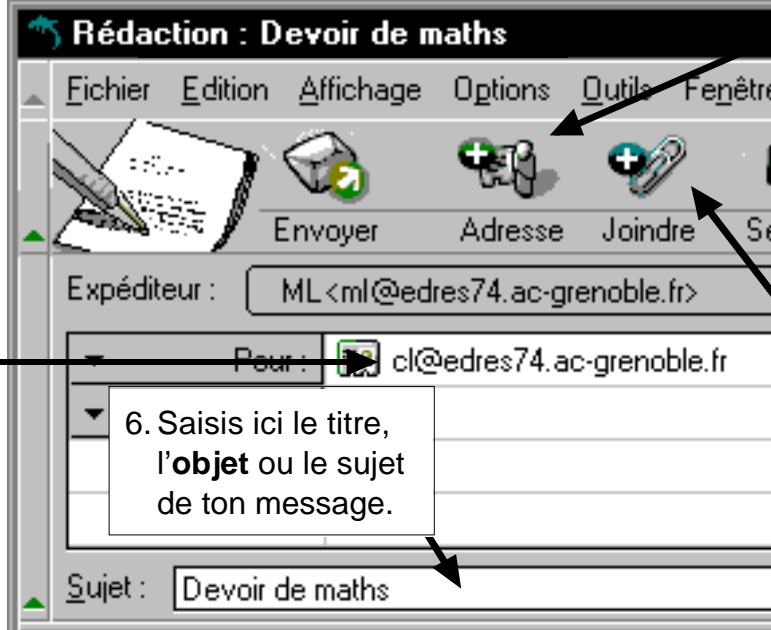 Rédaction : Devoir de maths
Fichier Edition Affichage Options Outils Fenêtre
Envoyer Adresse Joindre
Expéditeur : ML<ml@edres74.ac-grenoble.fr>
Pour : cl@edres74.ac-grenoble.fr
6. Saisis ici le titre,
l’objet ou le sujet
de ton message.
Sujet : Devoir de maths